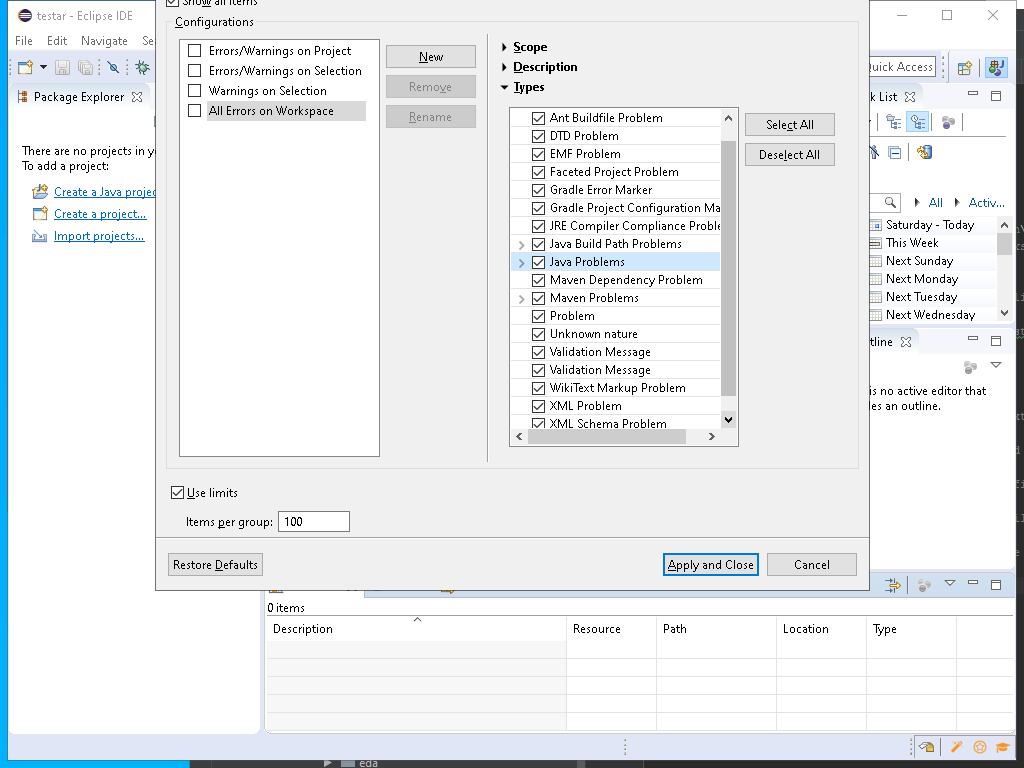 Show all items
testar - Eclipse IDE
Configurations
File Edit Navigate Se
Errors/Warnings on Project
Errors/Warnings on Selection
Warnings on Selection
All Errors on Workspace
New
Remove
Rename
Scope
Description
Types
Ant Buildfile Problem
DTD Problem
EMF Problem
Faceted Project Problem
Gradle Error Marker
Gradle Project Configuration Ma
JRE Compiler Compliance Proble
Java Build Path Problems
Java Problems
Maven Dependency Problem
Maven Problems
Problem
Unknown nature
Validation Message
Validation Message
WikiText Markup Problem
XML Problem
XML Schema Problem
Select All
Deselect All
Quick Access
Package Explorer
There are no projects in y
To add a project:
Create a Java projec
Create a project...
Import projects...
k List
All Activ...
Saturday - Today
This Week
Next Sunday
Next Monday
Next Tuesday
Next Wednesday
tline
is no active editor that
des an outline.
Use limits
Items per group: 100
Restore Defaults
Apply and Close
Cancel
0 items
Description Resource Path Location Type
eda